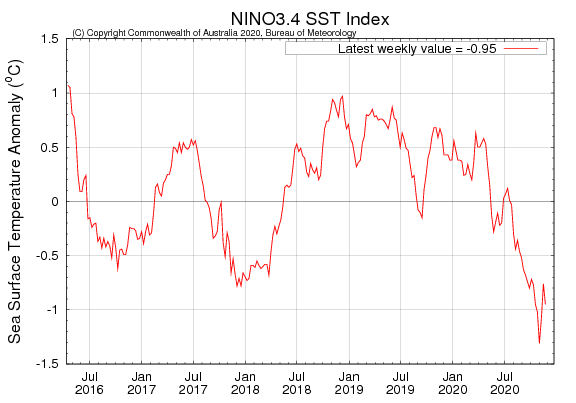 NINO3.4 SST Index
(C) Copyright Commonwealth of Australia 2020, Bureau of Meteorology
Latest weekly value = -0.95
Sea Surface Temperature Anomaly (⁰C)
1.5
1
0.5
0
-0.5
-1
-1.5
Jul 2016
Jan 2017
Jul 2017
Jan 2018
Jul 2018
Jan 2019
Jul 2019
Jan 2020
Jul 2020